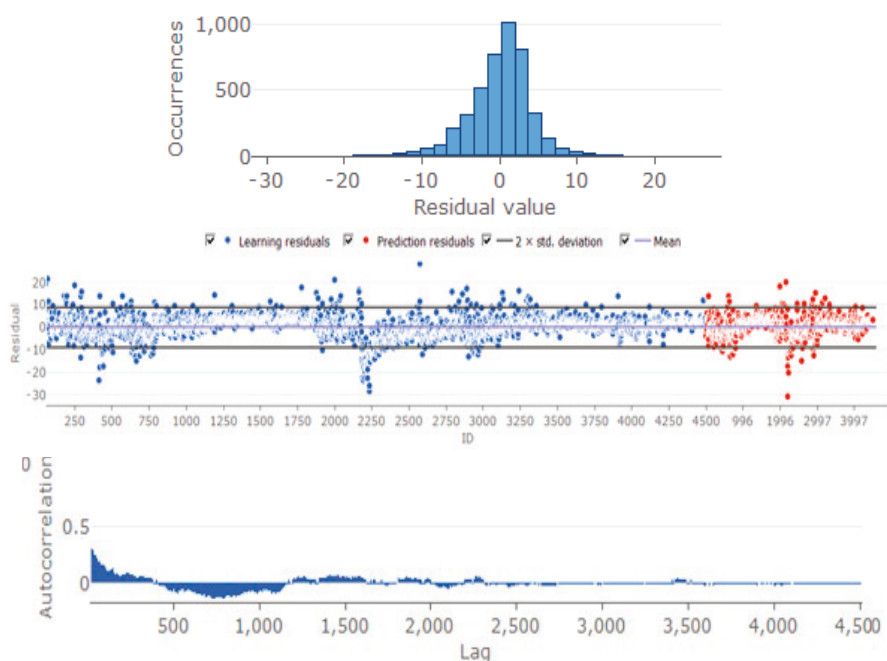 Occurrences
1,000
500
0
-30 -20 -10 0 10 20
Residual value
Learning residuals Prediction residuals 2 × std. deviation Mean
Residual
20
10
0
-10
-20
-30
250 500 750 1000 1250 1500 1750 2000 2250 2500 2750 3000 3250 3500 3750 4000 4250 4500 996 1996 2997 3997
ID
0
Autocorrelation
0.5
0
500 1,000 1,500 2,000 2,500 3,000 3,500 4,000 4,500
Lag